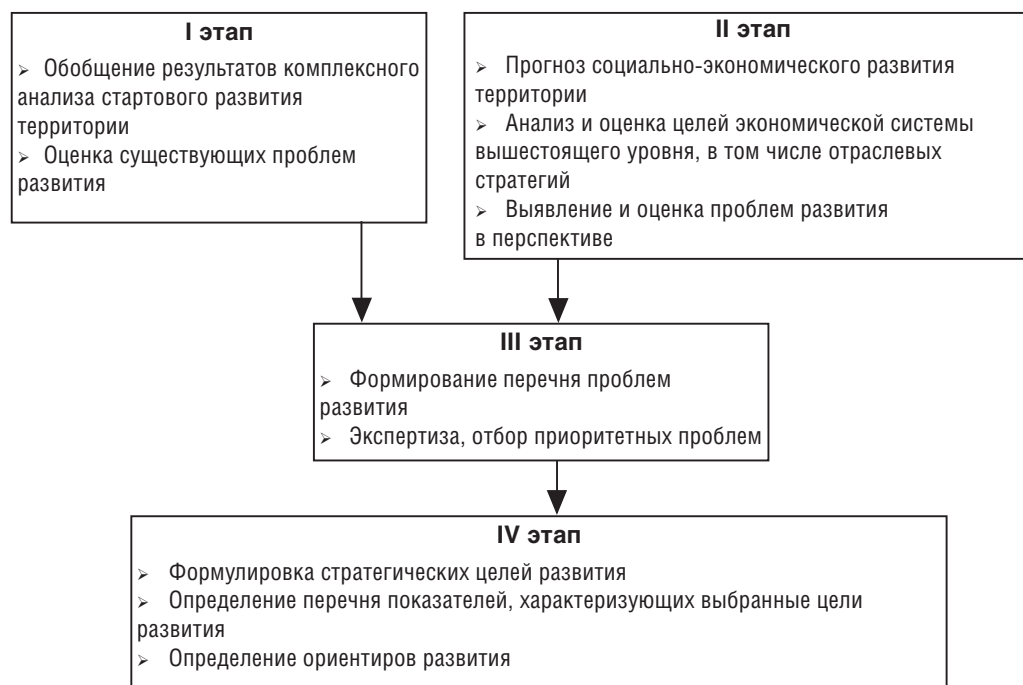 I этап
➢ Обобщение результатов комплексного
анализа стартового развития
территории
➢ Оценка существующих проблем
развития
II этап
➢ Прогноз социально-экономического развития
территории
➢ Анализ и оценка целей экономической системы
вышестоящего уровня, в том числе отраслевых
стратегий
➢ Выявление и оценка проблем развития
в перспективе
III этап
➢ Формирование перечня проблем
развития
➢ Экспертиза, отбор приоритетных проблем
IV этап
➢ Формулировка стратегических целей развития
➢ Определение перечня показателей, характеризующих выбранные цели
развития
➢ Определение ориентиров развития